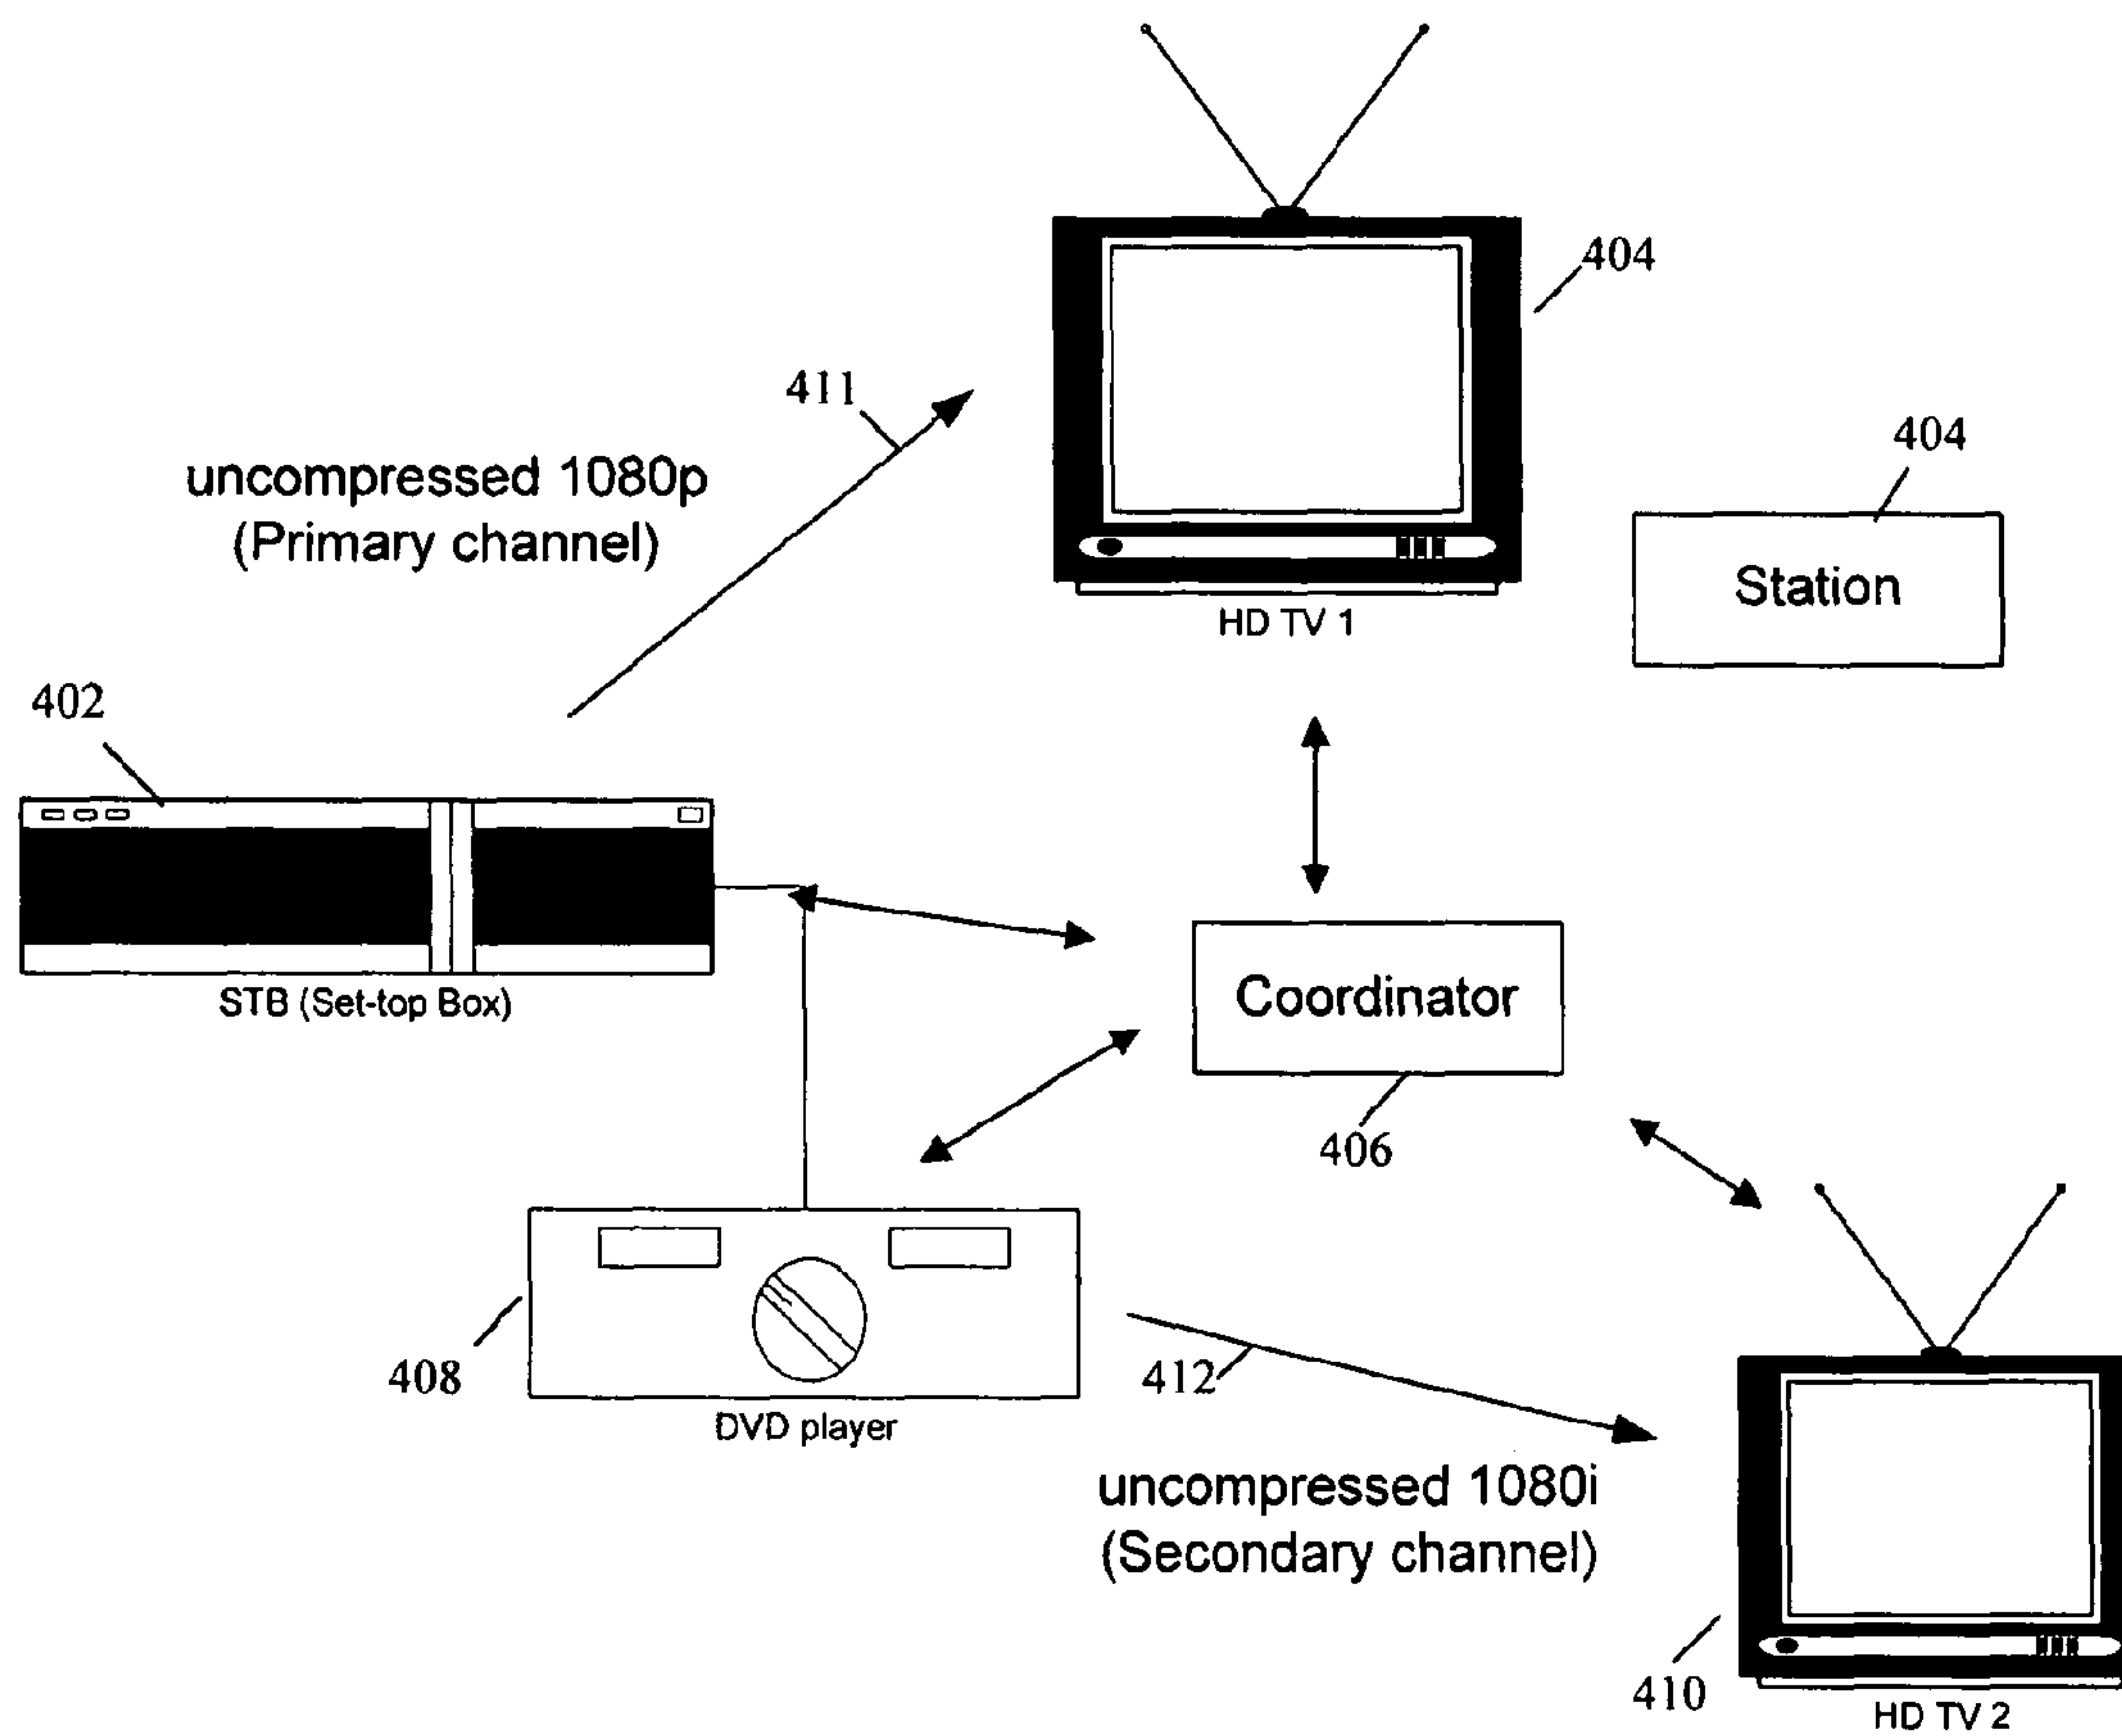 404
411
404
uncompressed 1080p
(Primary channel)
Station
HD TV 1
402
STB (Set-top Box)
Coordinator
406
408
412
DVD player
uncompressed 1080i
(Secondary channel)
410
HD TV 2